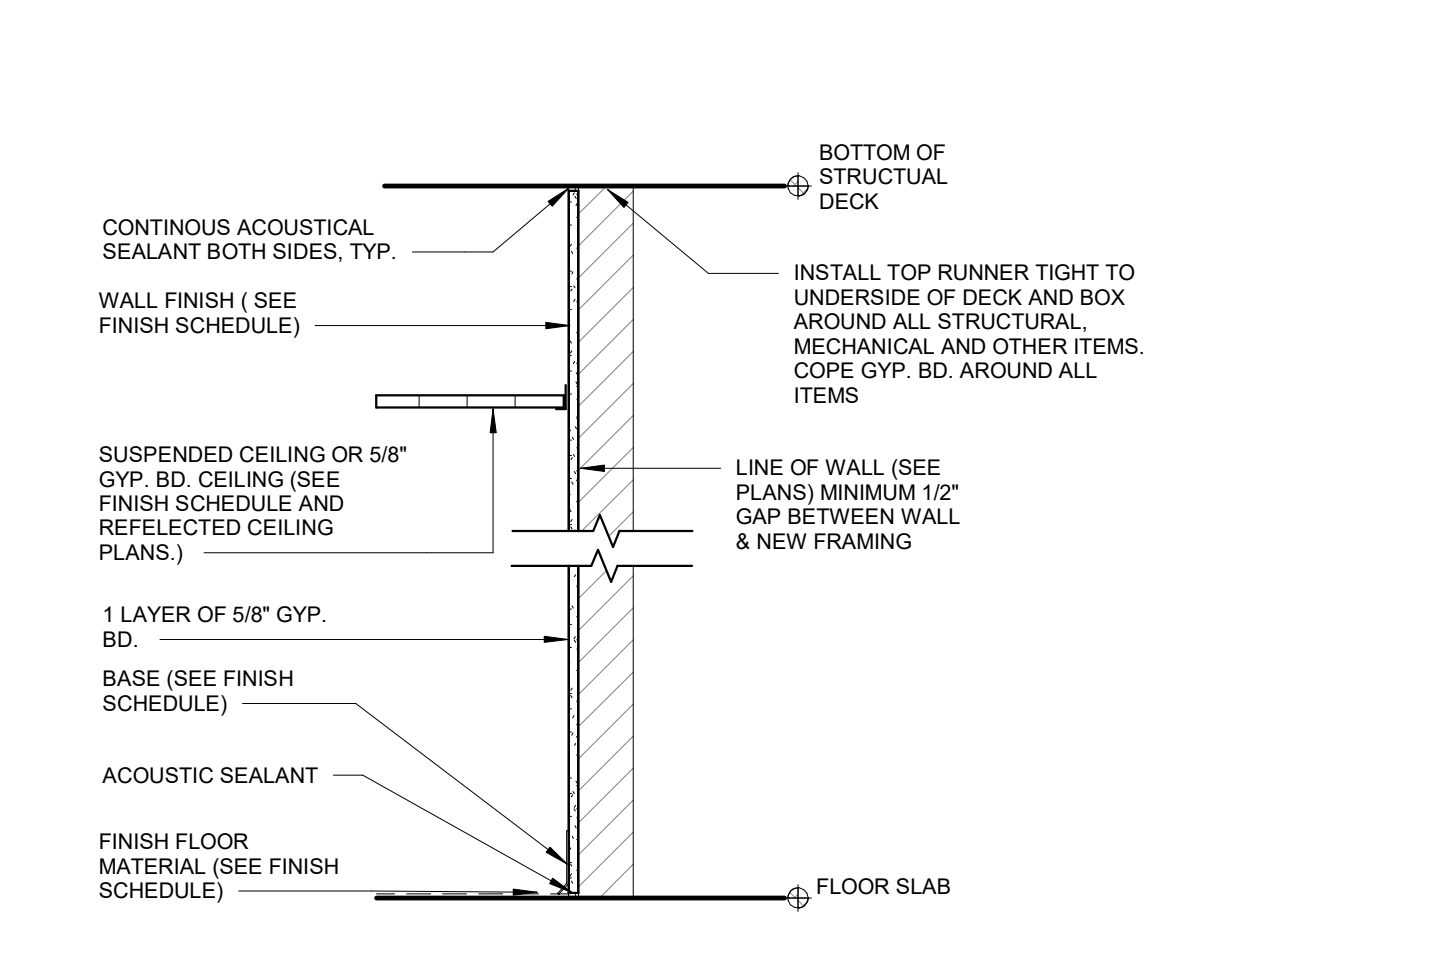 BOTTOM OF
STRUCTUAL
DECK
CONTINOUS ACOUSTICAL
SEALANT BOTH SIDES, TYP.
WALL FINISH ( SEE
FINISH SCHEDULE)
INSTALL TOP RUNNER TIGHT TO
UNDERSIDE OF DECK AND BOX
AROUND ALL STRUCTURAL,
MECHANICAL AND OTHER ITEMS.
COPE GYP. BD. AROUND ALL
ITEMS
SUSPENDED CEILING OR 5/8"
GYP. BD. CEILING (SEE
FINISH SCHEDULE AND
REFELECTED CEILING
PLANS.)
LINE OF WALL (SEE
PLANS) MINIMUM 1/2"
GAP BETWEEN WALL
& NEW FRAMING
1 LAYER OF 5/8" GYP.
BD.
BASE (SEE FINISH
SCHEDULE)
ACOUSTIC SEALANT
FINISH FLOOR
MATERIAL (SEE FINISH
SCHEDULE)
FLOOR SLAB